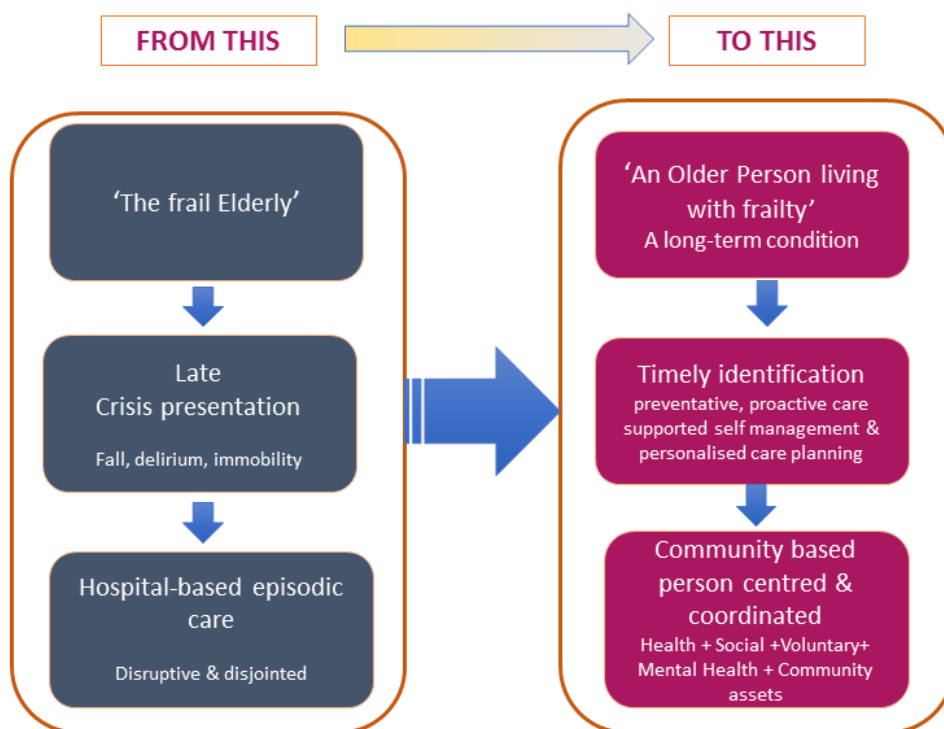 FROM THIS
TO THIS
‘The frail Elderly’
Late
Crisis presentation
Fall, delirium, immobility
Hospital-based episodic
care
Disruptive & disjointed
‘An Older Person living
with frailty’
A long-term condition
Timely identification
preventative, proactive care
supported self management &
personalised care planning
Community based
person centred &
coordinated
Health + Social +Voluntary+
Mental Health + Community
assets